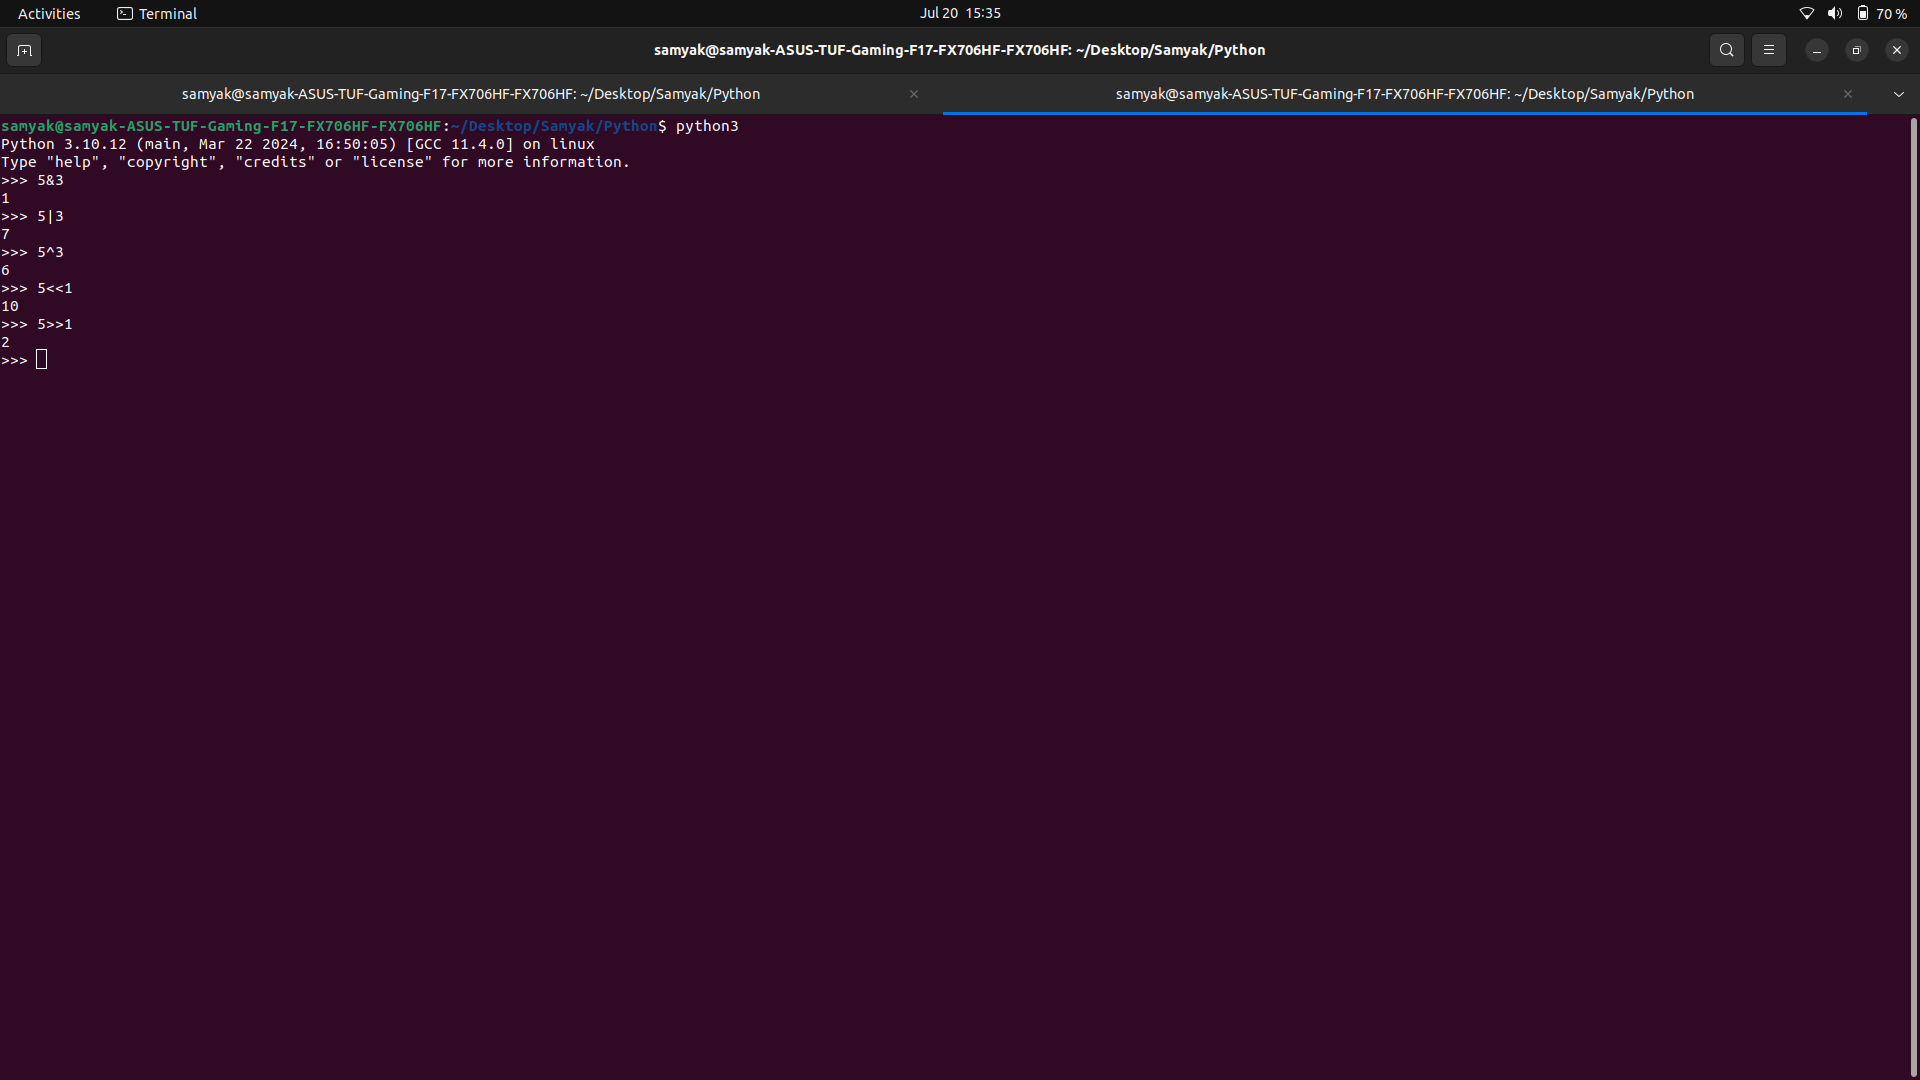 Activities Terminal Jul 20 15:35 70 %
samyak@samyak-ASUS-TUF-Gaming-F17-FX706HF-FX706HF: ~/Desktop/Samyak/Python
samyak@samyak-ASUS-TUF-Gaming-F17-FX706HF-FX706HF: ~/Desktop/Samyak/Python samyak@samyak-ASUS-TUF-Gaming-F17-FX706HF-FX706HF: ~/Desktop/Samyak/Python
samyak@samyak-ASUS-TUF-Gaming-F17-FX706HF-FX706HF:~/Desktop/Samyak/Python$ python3
Python 3.10.12 (main, Mar 22 2024, 16:50:05) [GCC 11.4.0] on linux
Type "help", "copyright", "credits" or "license" for more information.
>>> 5&3
1
>>> 5|3
7
>>> 5^3
6
>>> 5<<1
10
>>> 5>>1
2
>>>